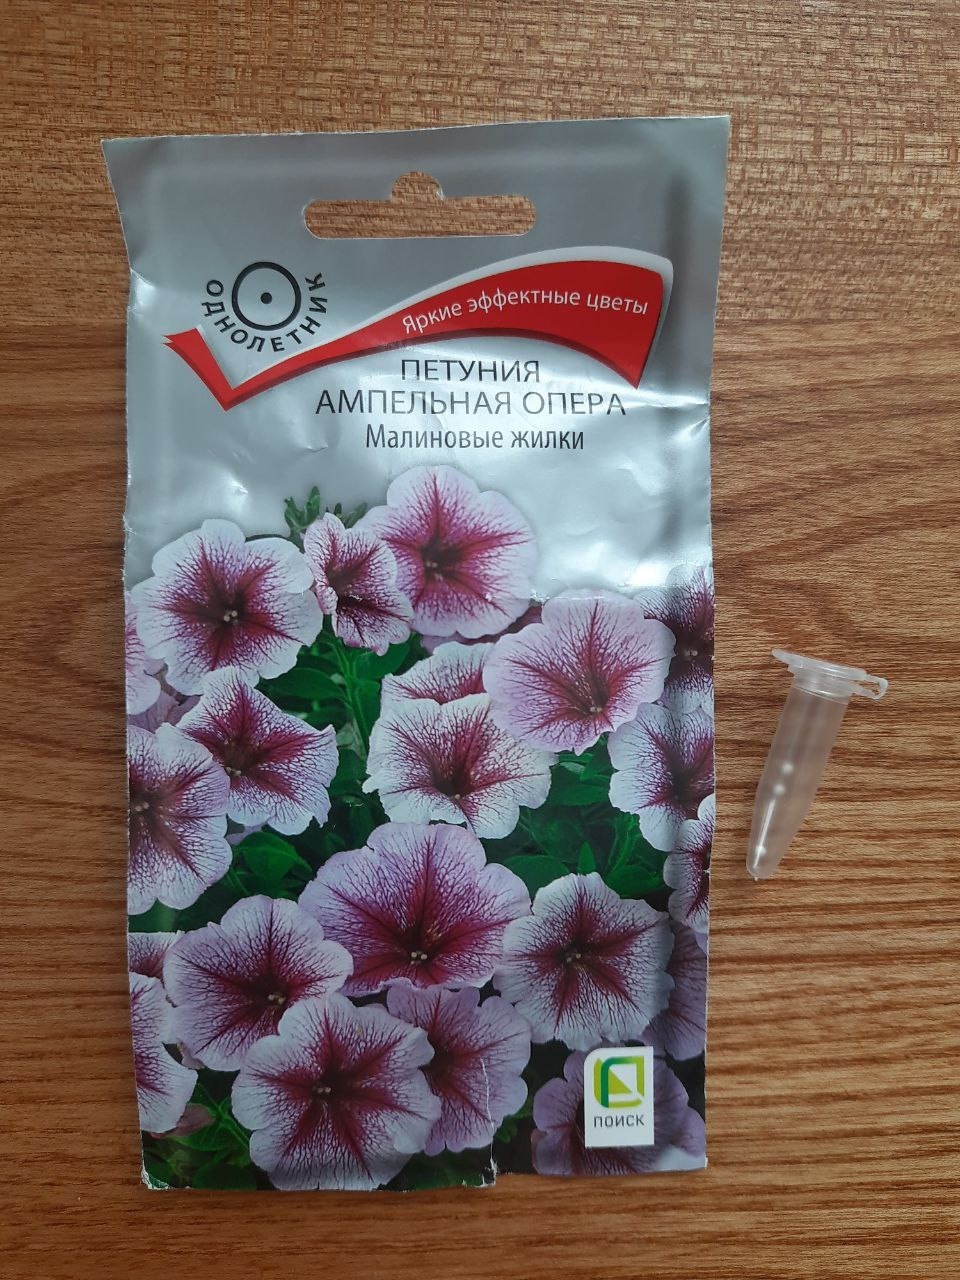 ОДНОЛЕТНИК
Яркие эффектные цветы
ПЕТУНИЯ
АМПЕЛЬНАЯ ОПЕРА
Малиновые жилки
ПОИСК